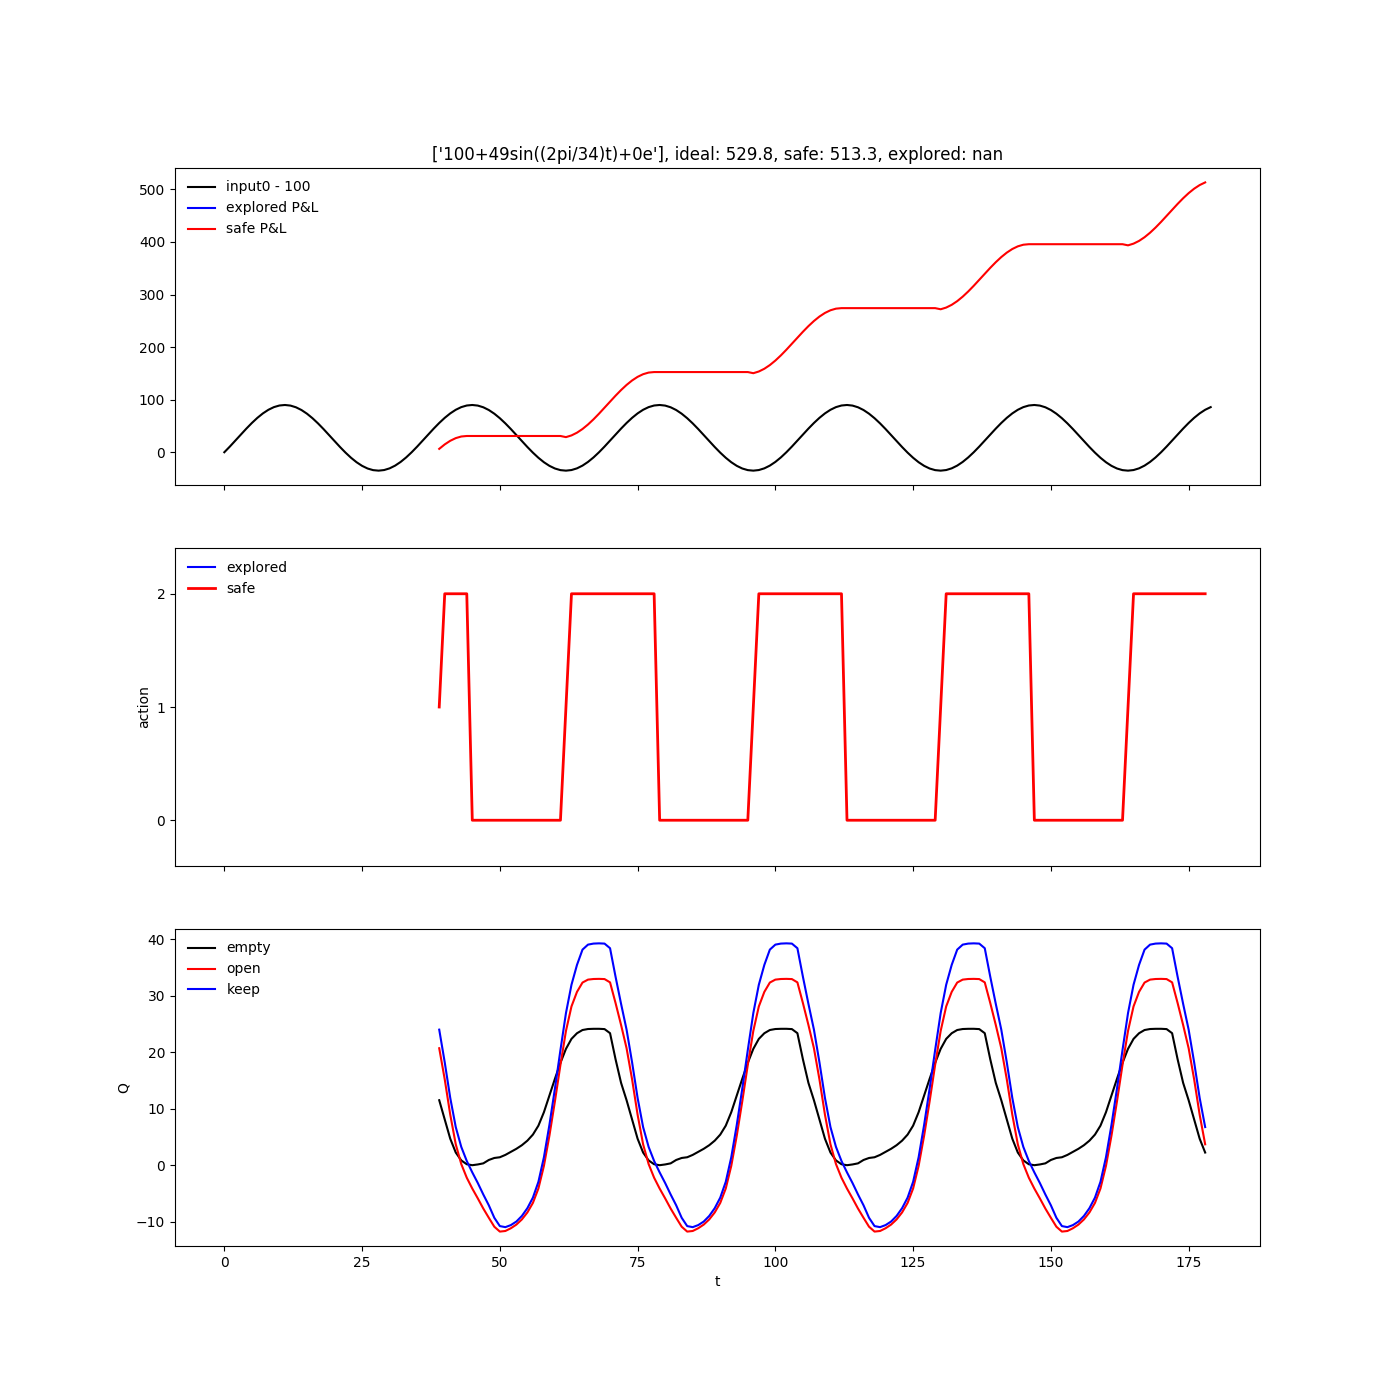 ['100+49sin((2pi/34)t)+0e'], ideal: 529.8, safe: 513.3, explored: nan
input0 - 100
explored P&L
safe P&L
500
400
300
200
100
0
explored
safe
2
1
0
action
empty
open
keep
40
30
20
10
0
−10
Q
0 25 50 75 100 125 150 175
t